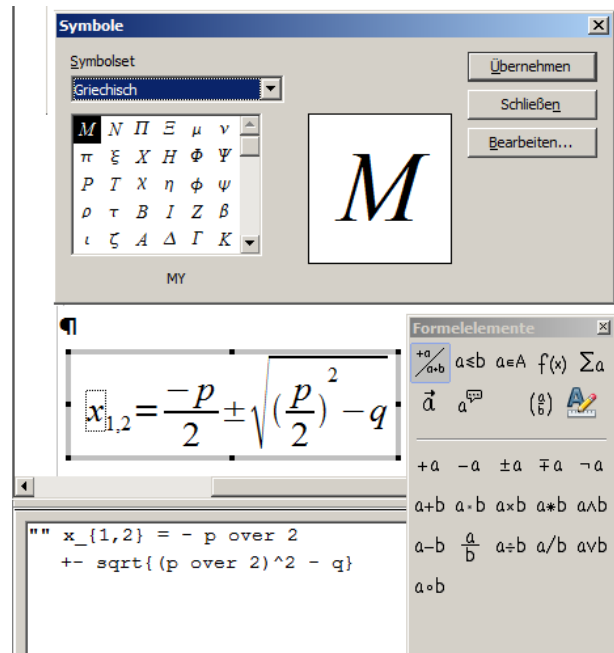 Symbole
Symbolset
Griechisch
Übernehmen
Schließen
Bearbeiten...
M N Π Ξ μ ν
π ξ X H Φ Ψ
P T χ η ϕ ψ
ρ τ B I Z β
ι ζ A Δ Γ K
M
MY
¶
x1,2=−p/2±√(p/2)²−q
Formelelemente
+a/a+b a≤b a∈A f(x) Σa
a⃗ a (a/b) A
+a −a ±a ∓a ¬a
a+b a·b a×b a∗b a∧b
a−b a/b a÷b a/b a∨b
a∘b
"" x_{1,2} = - p over 2
+- sqrt{(p over 2)^2 - q}